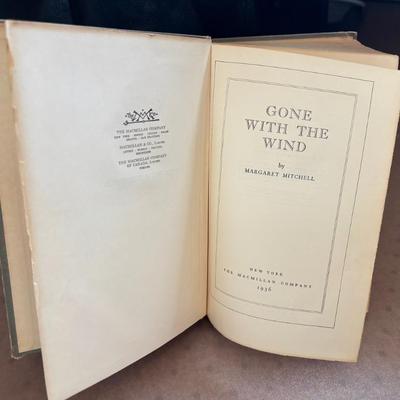 THE MACMILLAN COMPANY
NEW YORK · BOSTON · CHICAGO · DALLAS
ATLANTA · SAN FRANCISCO
MACMILLAN & CO., LIMITED
LONDON · BOMBAY · CALCUTTA
MELBOURNE
THE MACMILLAN COMPANY
OF CANADA, LIMITED
TORONTO
GONE
WITH THE
WIND
by
MARGARET MITCHELL
NEW YORK
THE MACMILLAN COMPANY
1936